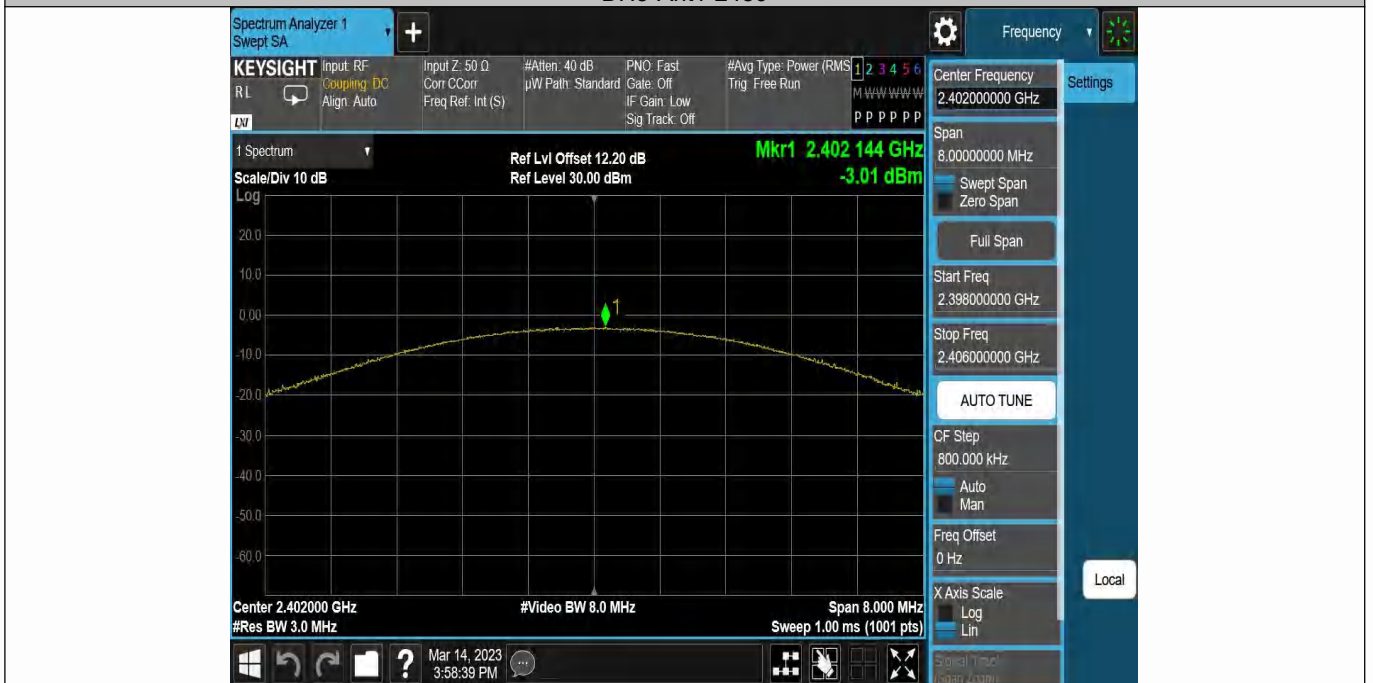 Spectrum Analyzer 1
Swept SA
+
Frequency
KEYSIGHT
RL
LXI
Input: RF
Coupling: DC
Align: Auto
Input Z: 50 Ω
Corr CCorr
Freq Ref: Int (S)
#Atten: 40 dB
µW Path: Standard
PNO: Fast
Gate: Off
IF Gain: Low
Sig Track: Off
#Avg Type: Power (RMS
Trig: Free Run
1 2 3 4 5 6
M W W W W W
P P P P P P
1 Spectrum
Scale/Div 10 dB
Log
Ref Lvl Offset 12.20 dB
Ref Level 30.00 dBm
Mkr1 2.402 144 GHz
-3.01 dBm
20.0
10.0
0.00
-10.0
-20.0
-30.0
-40.0
-50.0
-60.0
1
Center 2.402000 GHz
#Res BW 3.0 MHz
#Video BW 8.0 MHz
Span 8.000 MHz
Sweep 1.00 ms (1001 pts)
Center Frequency
2.402000000 GHz
Settings
Span
8.00000000 MHz
Swept Span
Zero Span
Full Span
Start Freq
2.398000000 GHz
Stop Freq
2.406000000 GHz
AUTO TUNE
CF Step
800.000 kHz
Auto
Man
Freq Offset
0 Hz
X Axis Scale
Log
Lin
Local
Signal Track
(Span Zoom)
?
Mar 14, 2023
3:58:39 PM